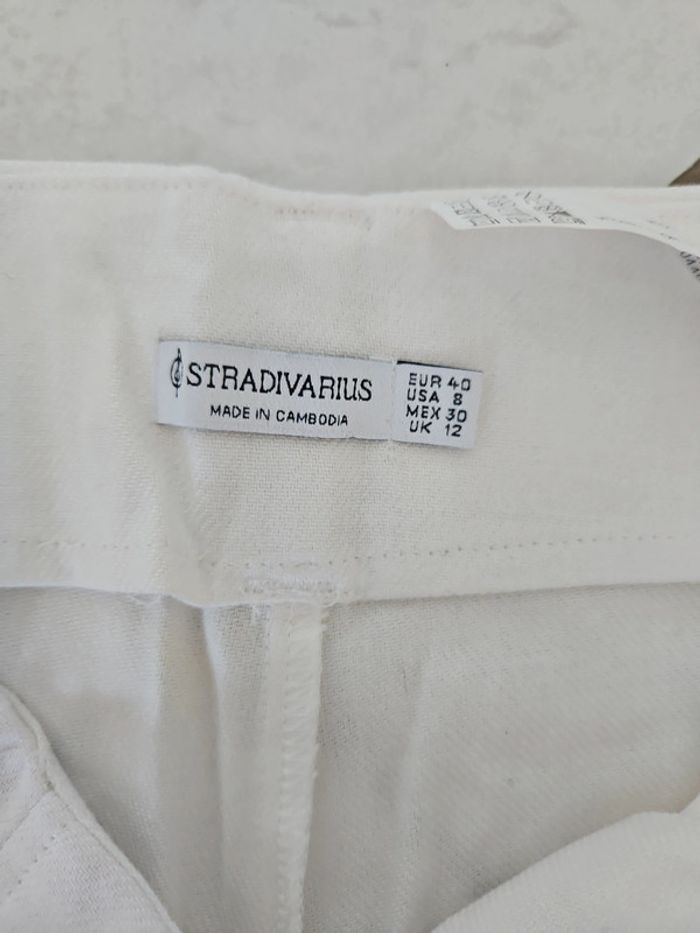 STRADIVARIUS
MADE IN CAMBODIA
EUR 40
USA 8
MEX 30
UK 12